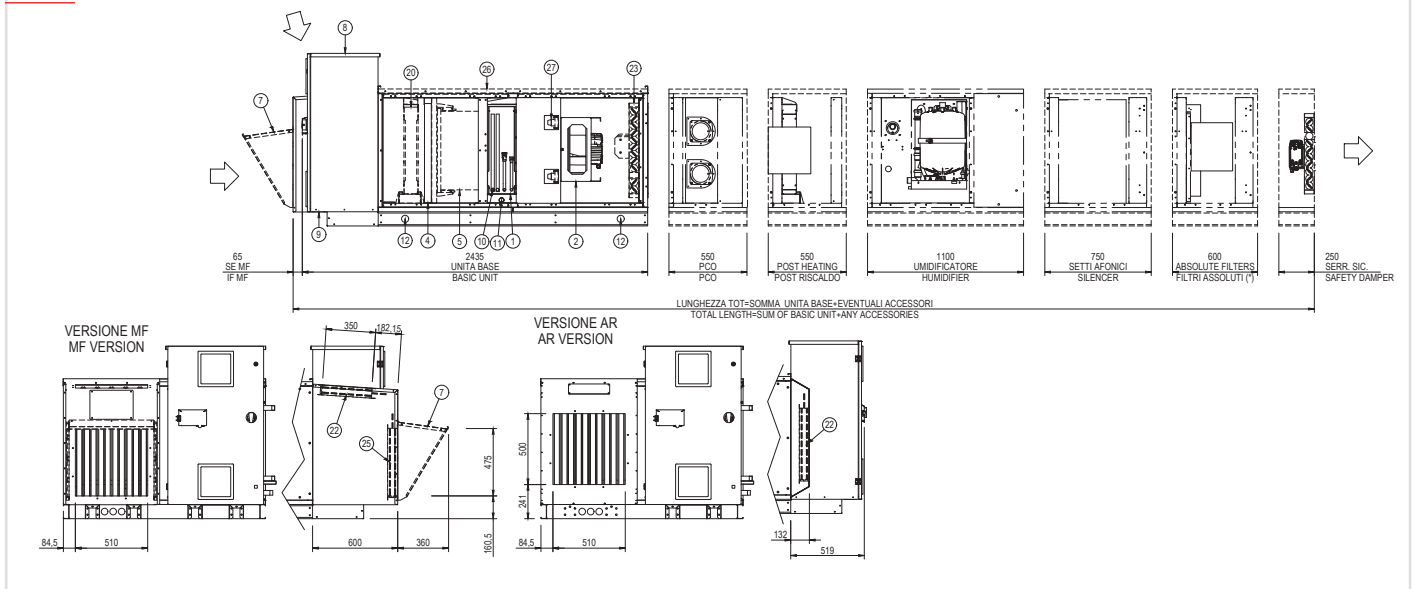 8
7
20
26
27
23
9
12
4
5
10
11
1
2
12
65
SE MF
IF MF
2435
UNITA BASE
BASIC UNIT
550
PCO
PCO
550
POST HEATING
POST RISCALDO
1100
UMIDIFICATORE
HUMIDIFIER
750
SETTI AFONICI
SILENCER
600
ABSOLUTE FILTERS
FILTRI ASSOLUTI (*)
250
SERR. SIC.
SAFETY DAMPER
LUNGHEZZA TOT=SOMMA UNITA BASE+EVENTUALI ACCESSORI
TOTAL LENGTH=SUM OF BASIC UNIT+ANY ACCESSORIES
VERSIONE MF
MF VERSION
350
182,15
7
22
25
475
160,5
84,5
510
600
360
VERSIONE AR
AR VERSION
500
241
22
84,5
510
132
519